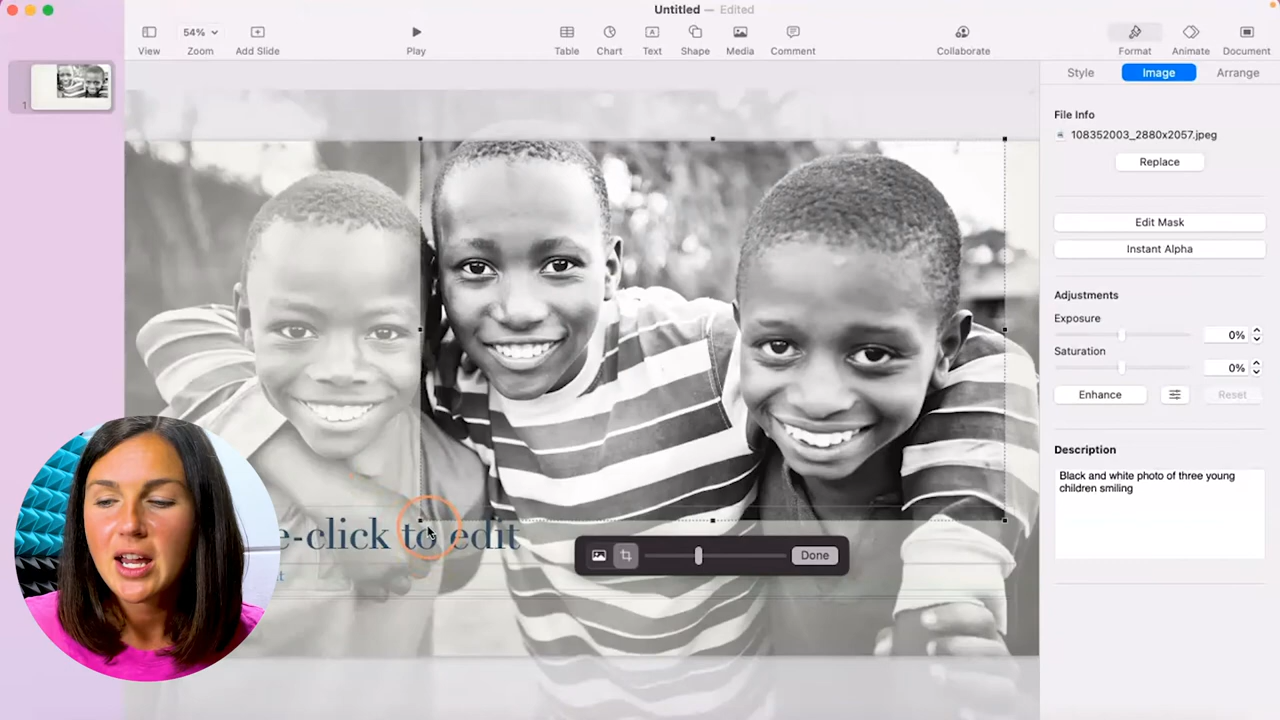 Untitled — Edited
54%
View
Zoom
Add Slide
Play
Table
Chart
Text
Shape
Media
Comment
Collaborate
Format
Animate
Document
1
Style
Image
Arrange
File Info
108352003_2880x2057.jpeg
Replace
Edit Mask
Instant Alpha
Adjustments
Exposure
0%
Saturation
0%
Enhance
Reset
Description
Black and white photo of three young
children smiling
e-click to edit
Done